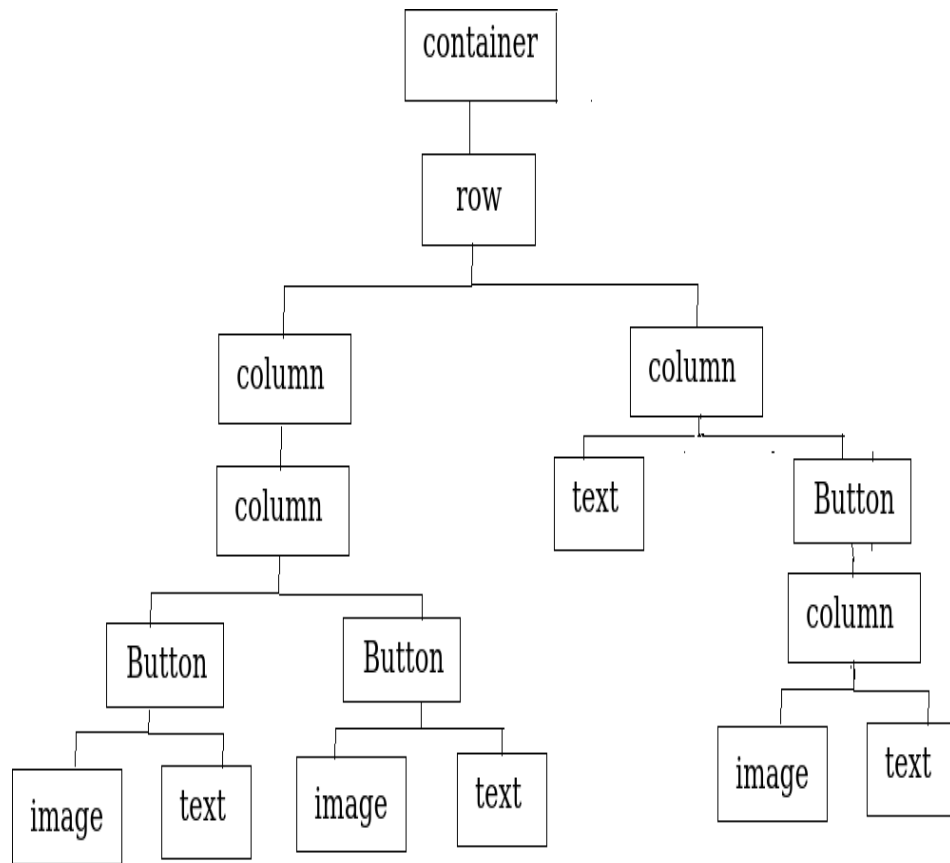 container
row
column
column
column
text
Button
column
Button
Button
image
text
image
text
image
text